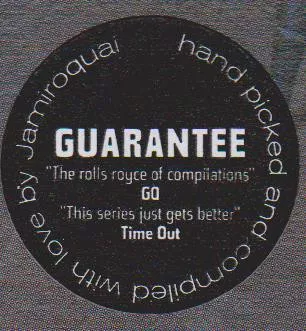 hand picked and compiled with love by Jamiroquai
GUARANTEE
"The rolls royce of compilations"
GO
"This series just gets better"
Time Out